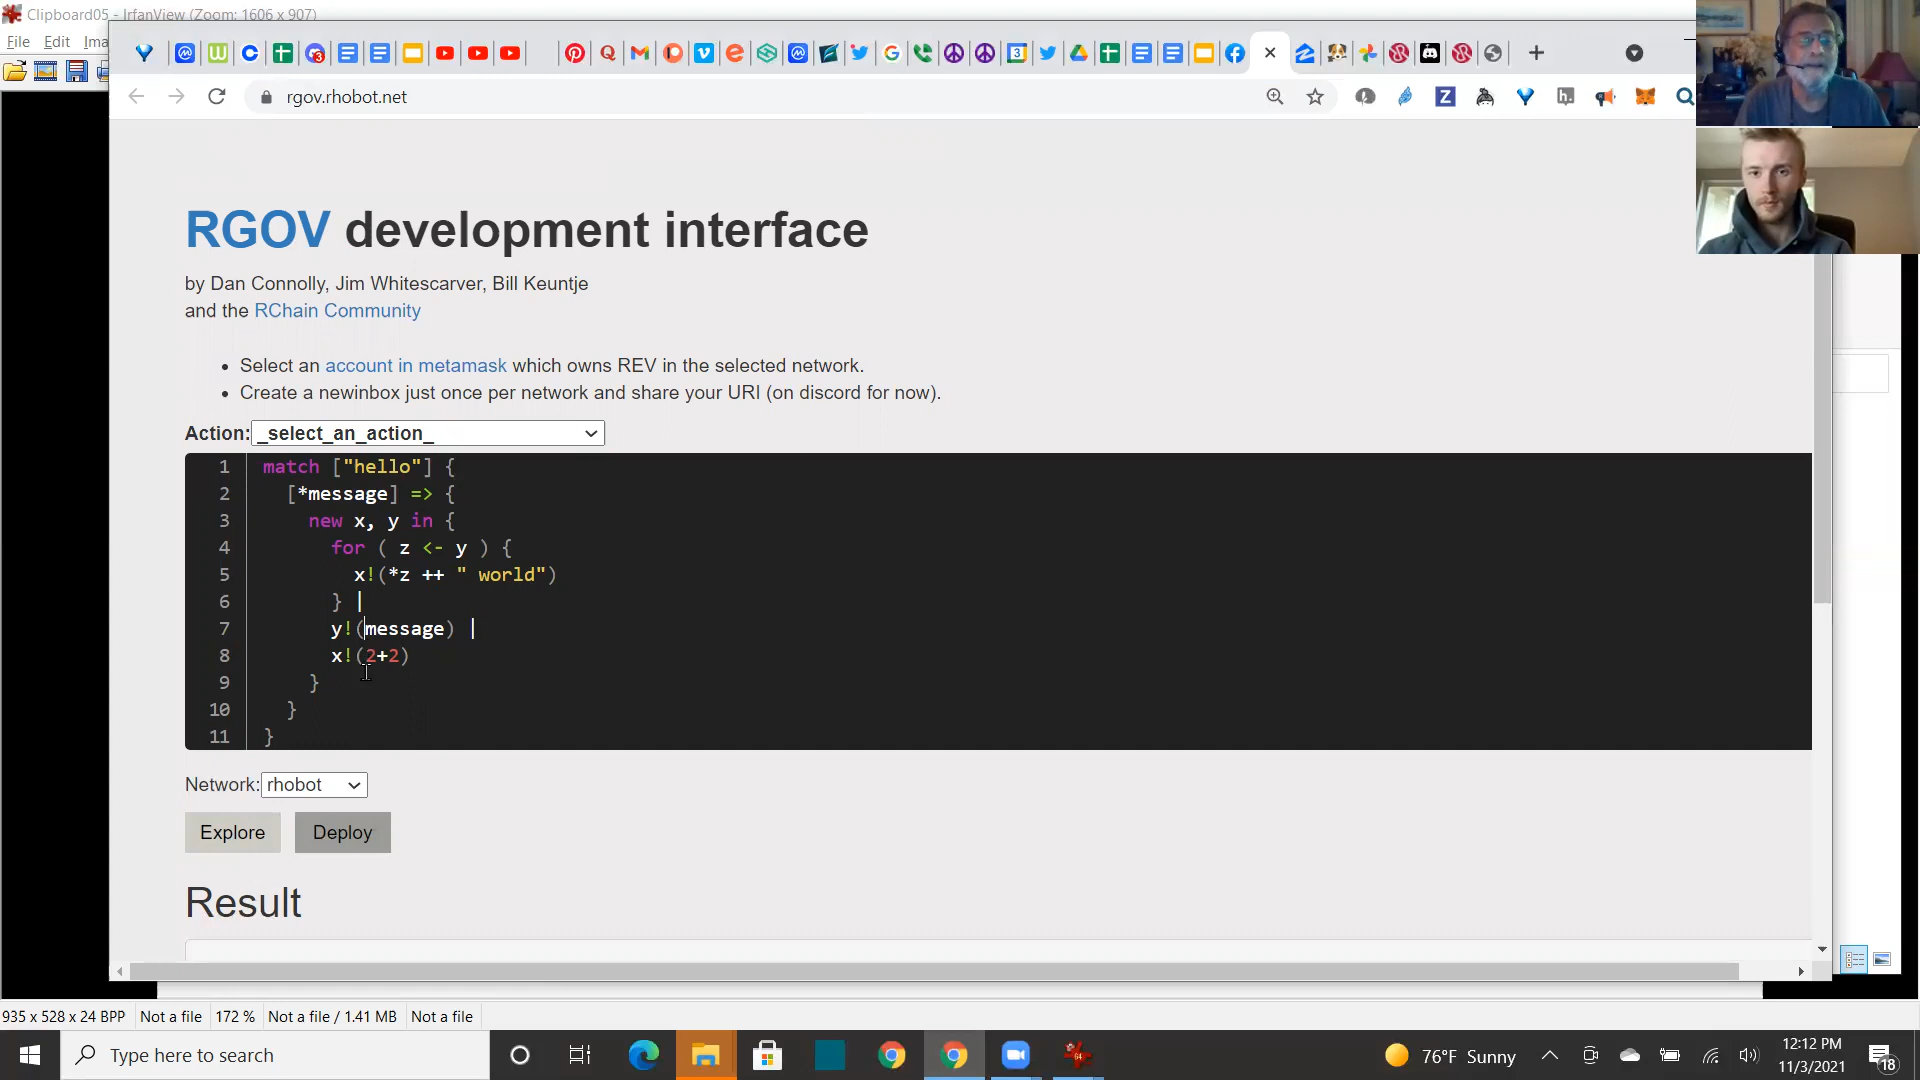 Clipboard05 - IrfanView (Zoom: 1606 x 907)
File Edit Ima
rgov.rhobot.net
RGOV development interface
by Dan Connolly, Jim Whitescarver, Bill Keuntje
and the RChain Community
• Select an account in metamask which owns REV in the selected network.
• Create a newinbox just once per network and share your URI (on discord for now).
Action: _select_an_action_
1 match ["hello"] {
2 [*message] => {
3 new x, y in {
4 for ( z <- y ) {
5 x!(*z ++ " world")
6 } |
7 y!(message) |
8 x!(2+2)
9 }
10 }
11 }
Network: rhobot
Explore Deploy
Result
935 x 528 x 24 BPP Not a file 172 % Not a file / 1.41 MB Not a file
Type here to search
76°F Sunny
12:12 PM
11/3/2021
18